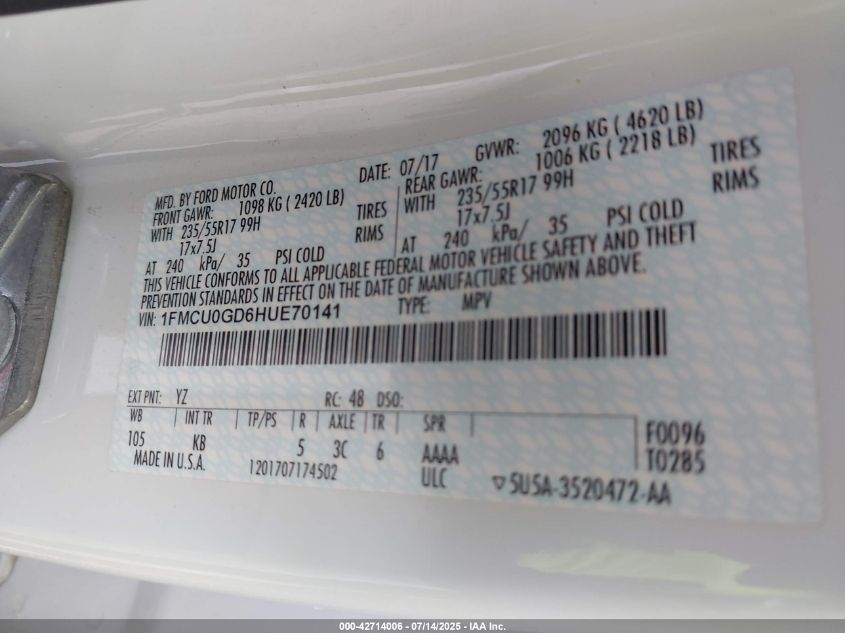 MFD. BY FORD MOTOR CO.
DATE: 07/17 GVWR: 2096 KG ( 4620 LB)
FRONT GAWR: 1098 KG ( 2420 LB)
REAR GAWR: 1006 KG ( 2218 LB)
WITH 235/55R17 99H TIRES
WITH 235/55R17 99H TIRES
17x7.5J RIMS
17x7.5J RIMS
AT 240 kPa/ 35 PSI COLD
AT 240 kPa/ 35 PSI COLD
THIS VEHICLE CONFORMS TO ALL APPLICABLE FEDERAL MOTOR VEHICLE SAFETY AND THEFT
PREVENTION STANDARDS IN EFFECT ON THE DATE OF MANUFACTURE SHOWN ABOVE.
VIN: 1FMCU0GD6HUE70141 TYPE: MPV
EXT PNT: YZ RC: 48 DSO:
WB INT TR TP/PS R AXLE TR SPR
105 KB 5 3C 6 AAAA
F0096
T0285
MADE IN U.S.A. 1201707174502 ULC ▽5U5A-3520472-AA
000-42714006 - 07/14/2025 - IAA Inc.